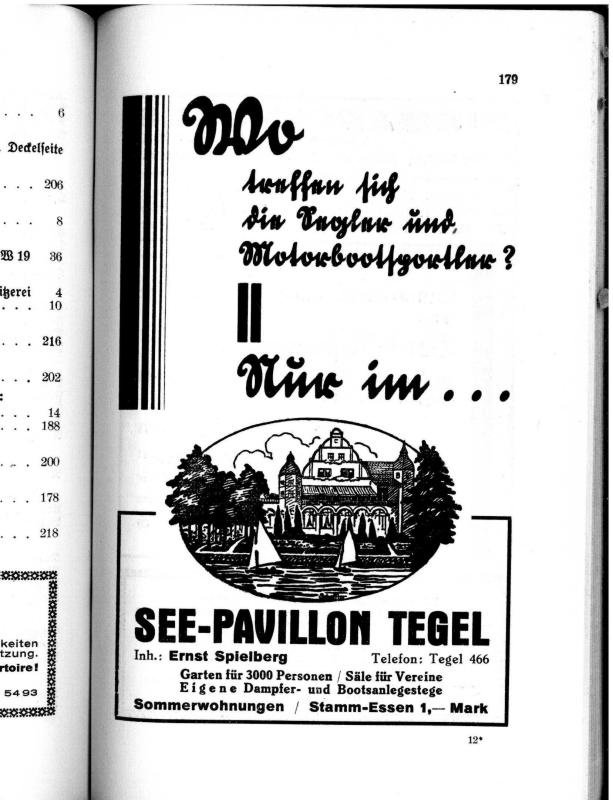 . . . 6
Deckelseite
. . . . 206
. . . . 8
W 19 36
itzerei 4
. . . 10
. . . . 216
. . . . 202
:
. . . 14
. . . . 188
. . . 200
. . . . 178
. . . . 218
keiten
tzung.
rtoire!
5493
179
Wo
treffen sich
die Segler und
Motorbootsportler?
Nur im ...
SEE-PAVILLON TEGEL
Inh.: Ernst Spielberg Telefon: Tegel 466
Garten für 3000 Personen / Säle für Vereine
Eigene Dampfer- und Bootsanlegestege
Sommerwohnungen / Stamm-Essen 1,— Mark
12*